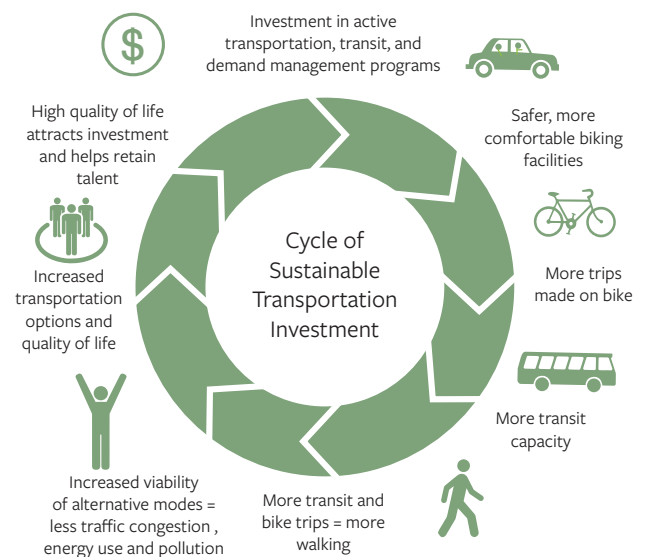 $
Investment in active
transportation, transit, and
demand management programs
Safer, more
comfortable biking
facilities
More trips
made on bike
More transit
capacity
More transit and
bike trips = more
walking
Increased viability
of alternative modes =
less traffic congestion ,
energy use and pollution
Increased
transportation
options and
quality of life
High quality of life
attracts investment
and helps retain
talent
Cycle of
Sustainable
Transportation
Investment